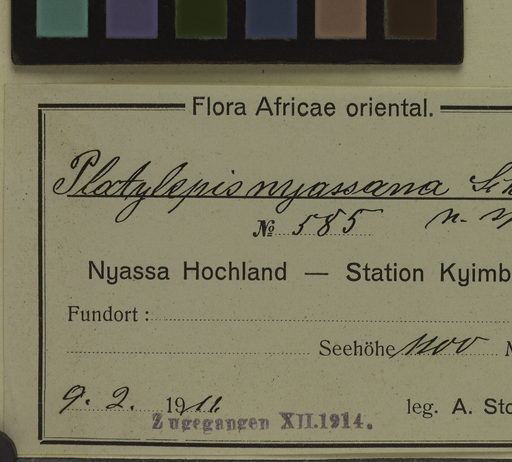 Flora Africae oriental.
Platylepis nyassana
№ 585 n.
Nyassa Hochland — Station Kyimb
Fundort :
Seehöhe
9. 2. 1911.
leg. A. Sto
Zugegangen XII.1914.